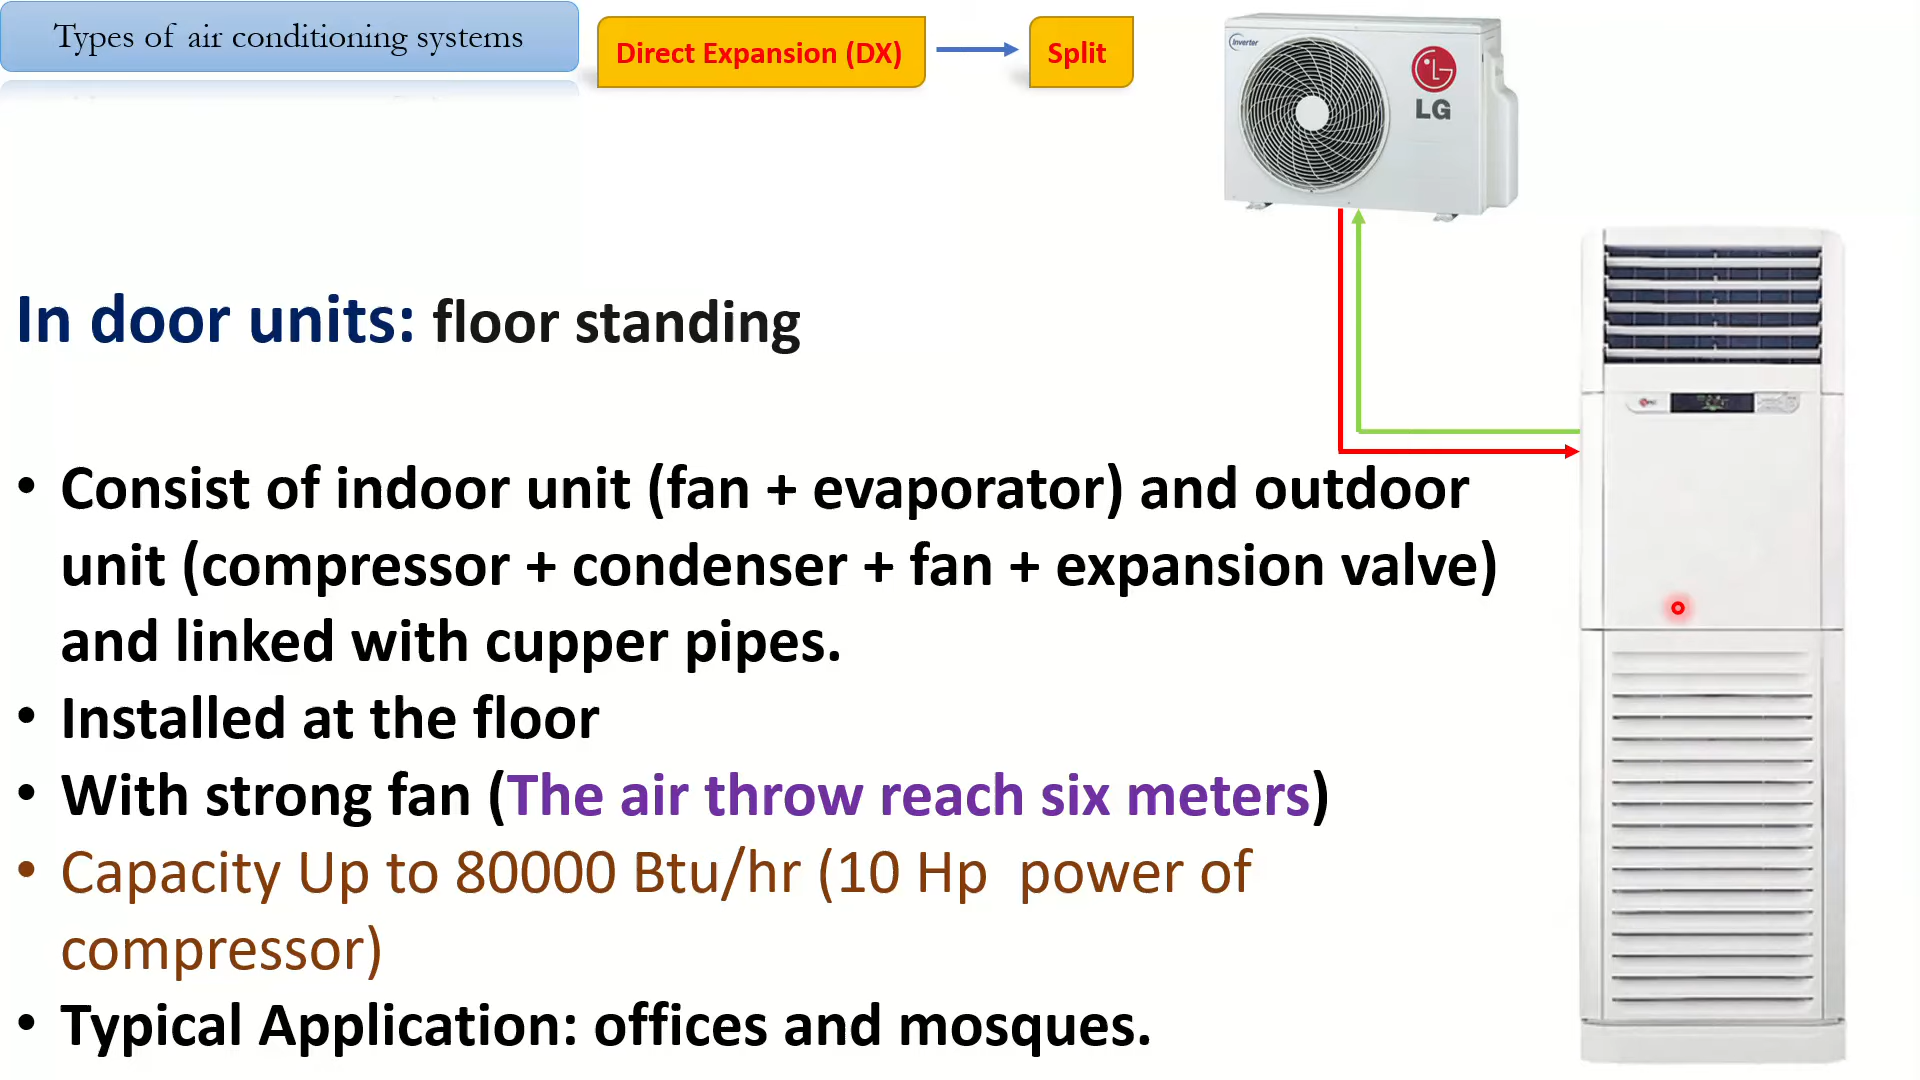 Types of air conditioning systems
Direct Expansion (DX)
Split
Inverter
LG
In door units: floor standing
• Consist of indoor unit (fan + evaporator) and outdoor
unit (compressor + condenser + fan + expansion valve)
and linked with cupper pipes.
• Installed at the floor
• With strong fan (The air throw reach six meters)
• Capacity Up to 80000 Btu/hr (10 Hp  power of
compressor)
• Typical Application: offices and mosques.